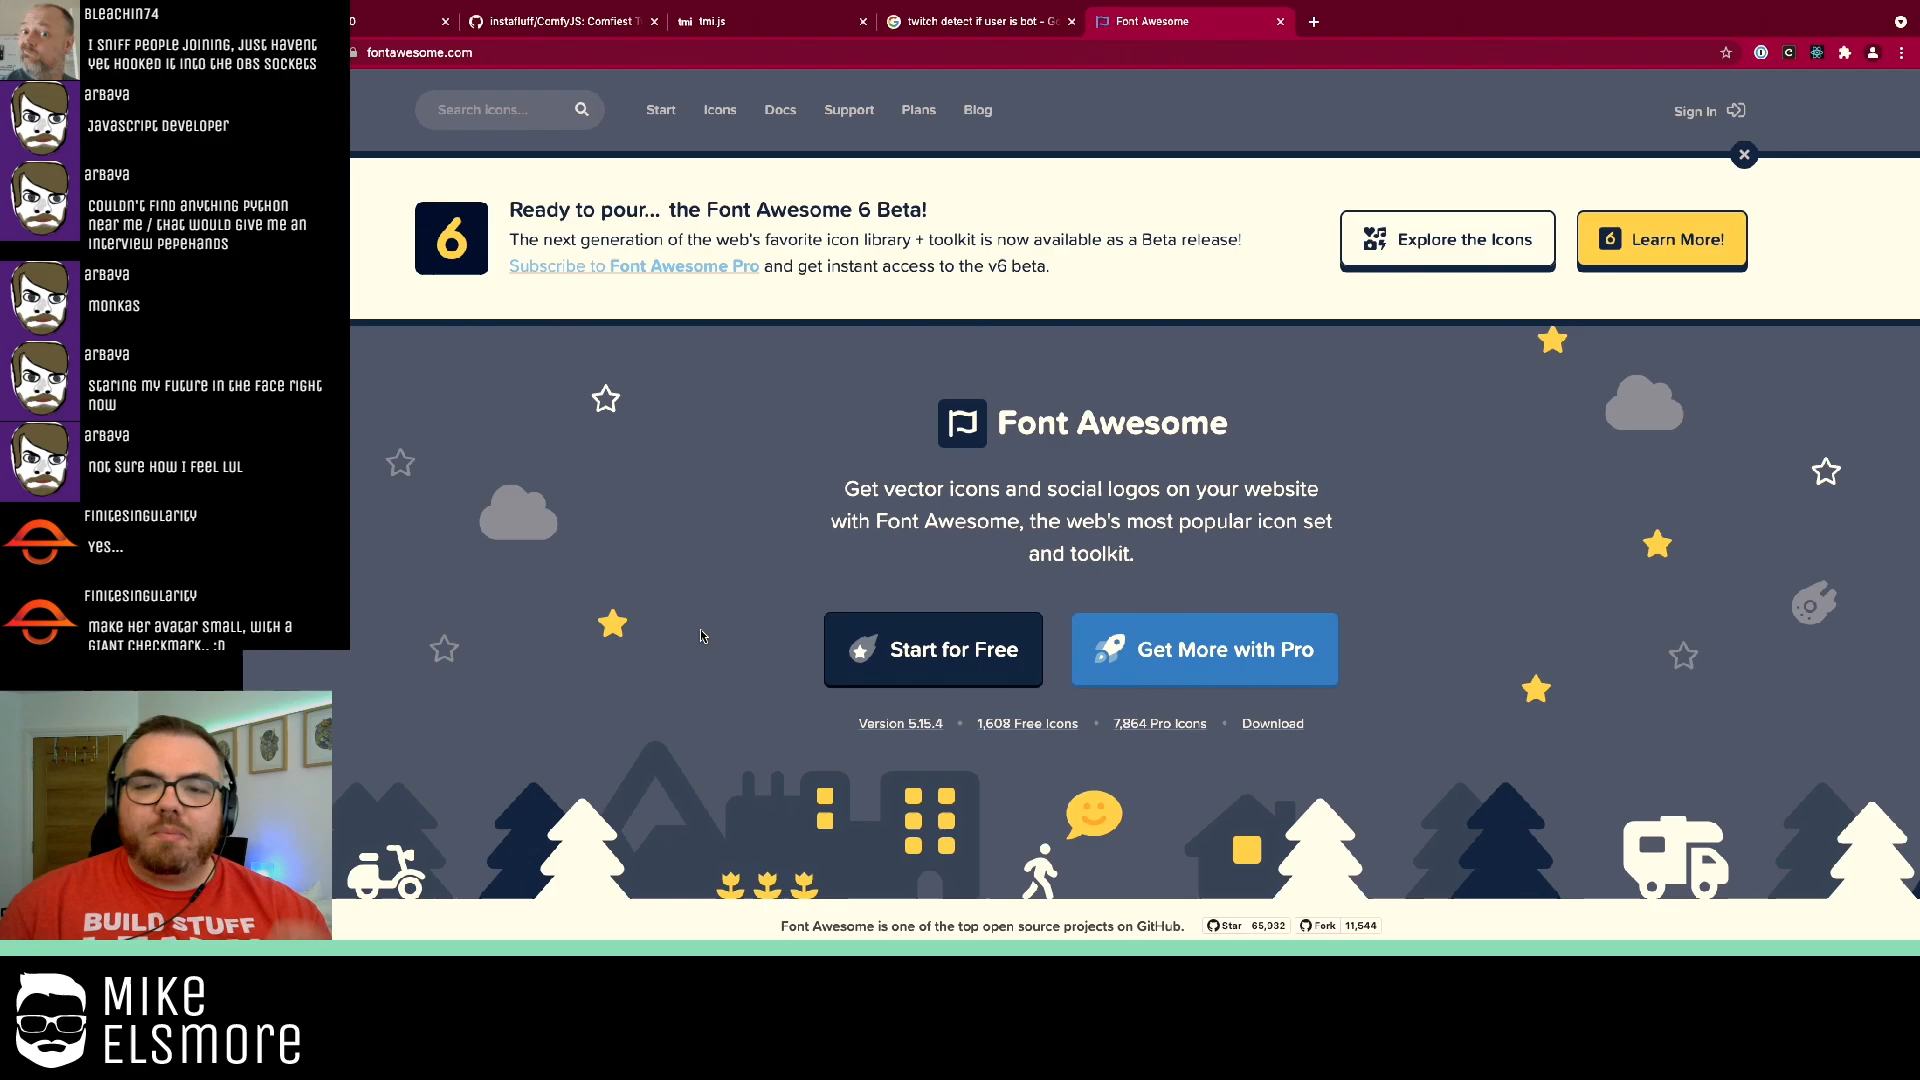 Bleachin74
I sniff people joining, just havent
yet hooked it into the OBS sockets
arbaya
Javascript Developer
arbaya
Couldn't find anything python
near me / that would give me an
interview PepeHands
arbaya
monkaS
arbaya
Staring my future in the face right
now
arbaya
not sure how I feel LUL
FiniteSingularity
Yes...
FiniteSingularity
make her avatar small, with a
GIANT checkmark.. :D
0
instafluff/ComfyJS: Comfiest T
tmi tmi.js
twitch detect if user is bot - Go
Font Awesome
fontawesome.com
Search icons...
Start
Icons
Docs
Support
Plans
Blog
Sign In
6
Ready to pour... the Font Awesome 6 Beta!
The next generation of the web's favorite icon library + toolkit is now available as a Beta release!
Subscribe to Font Awesome Pro and get instant access to the v6 beta.
Explore the Icons
6 Learn More!
Font Awesome
Get vector icons and social logos on your website
with Font Awesome, the web's most popular icon set
and toolkit.
Start for Free
Get More with Pro
Version 5.15.4 • 1,608 Free Icons • 7,864 Pro Icons • Download
Font Awesome is one of the top open source projects on GitHub.
Star 65,932
Fork 11,544
BUILD STUFF
MIKE
ELSMORE